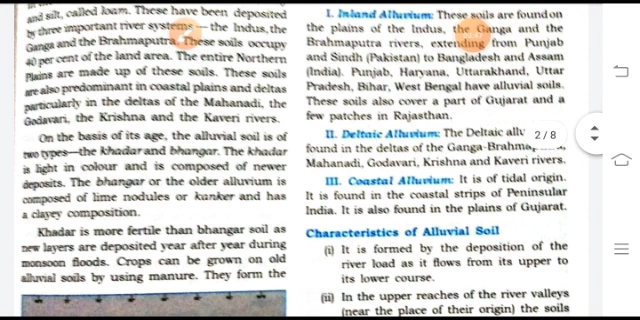 and silt, called loam. These have been deposited
by three important river systems — the Indus, the
Ganga and the Brahmaputra. These soils occupy
40 per cent of the land area. The entire Northern
Plains are made up of these soils. These soils
are also predominant in coastal plains and deltas
particularly in the deltas of the Mahanadi, the
Godavari, the Krishna and the Kaveri rivers.
On the basis of its age, the alluvial soil is of
two types—the khadar and bhangar. The khadar
is light in colour and is composed of newer
deposits. The bhangar or the older alluvium is
composed of lime nodules or kanker and has
a clayey composition.
Khadar is more fertile than bhangar soil as
new layers are deposited year after year during
monsoon floods. Crops can be grown on old
alluvial soils by using manure. They form the
I. Inland Alluvium: These soils are found on
the plains of the Indus, the Ganga and the
Brahmaputra rivers, extending from Punjab
and Sindh (Pakistan) to Bangladesh and Assam
(India). Punjab, Haryana, Uttarakhand, Uttar
Pradesh, Bihar, West Bengal have alluvial soils.
These soils also cover a part of Gujarat and a
few patches in Rajasthan.
II. Deltaic Alluvium: The Deltaic allu
found in the deltas of the Ganga-Brahma
Mahanadi, Godavari, Krishna and Kaveri rivers.
III. Coastal Alluvium: It is of tidal origin.
It is found in the coastal strips of Peninsular
India. It is also found in the plains of Gujarat.
Characteristics of Alluvial Soil
(i) It is formed by the deposition of the
river load as it flows from its upper to
its lower course.
(ii) In the upper reaches of the river valleys
(near the place of their origin) the soils
2/8